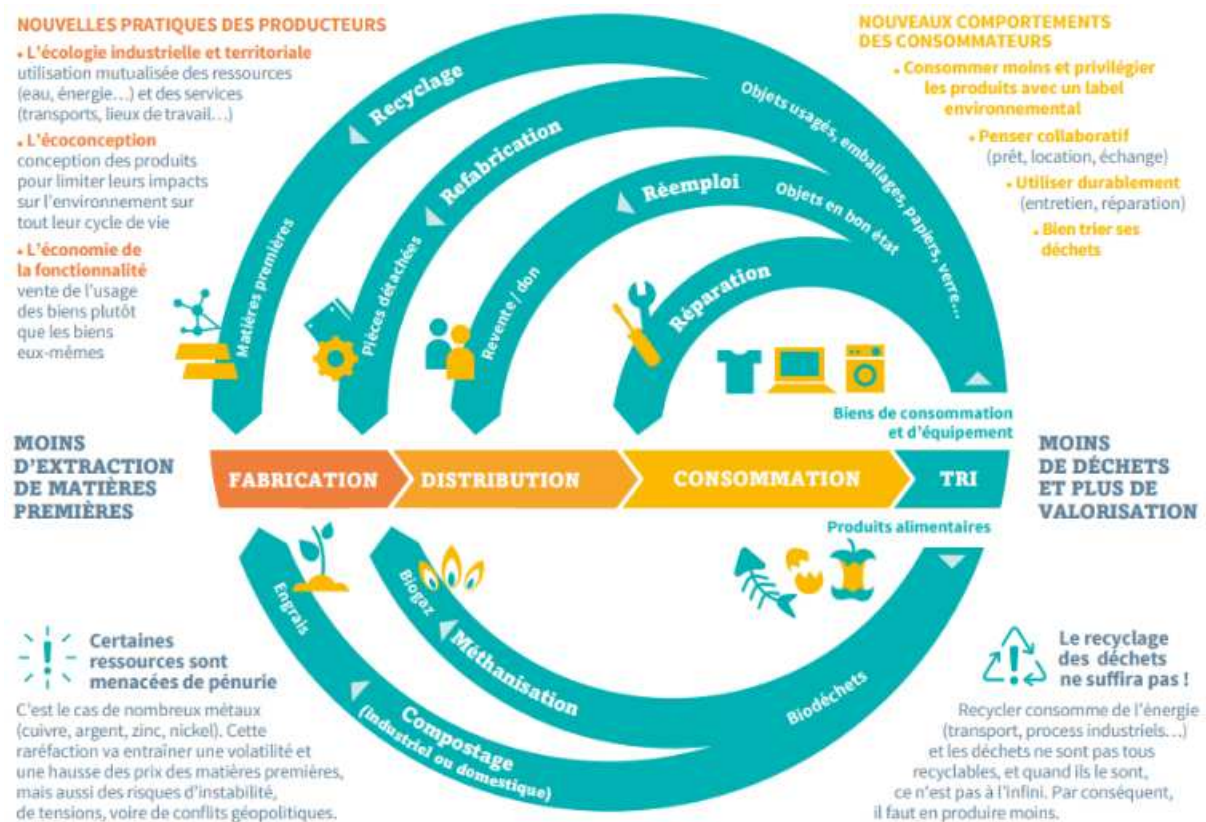 NOUVELLES PRATIQUES DES PRODUCTEURS
• L'écologie industrielle et territoriale
utilisation mutualisée des ressources
(eau, énergie…) et des services
(transports, lieux de travail…)
• L'écoconception
conception des produits
pour limiter leurs impacts
sur l'environnement sur
tout leur cycle de vie
• L'économie de
la fonctionnalité
vente de l'usage
des biens plutôt
que les biens
eux-mêmes
NOUVEAUX COMPORTEMENTS
DES CONSOMMATEURS
• Consommer moins et privilégier
les produits avec un label
environnemental
• Penser collaboratif
(prêt, location, échange)
• Utiliser durablement
(entretien, réparation)
• Bien trier ses
déchets
Recyclage
Matières premières
Objets usagés, emballages, papiers, verre…
Refabrication
Pièces détachées
Réemploi
Objets en bon état
Revente / don
Réparation
Biens de consommation
et d'équipement
MOINS
D'EXTRACTION
DE MATIÈRES
PREMIÈRES
FABRICATION
DISTRIBUTION
CONSOMMATION
TRI
MOINS
DE DÉCHETS
ET PLUS DE
VALORISATION
Produits alimentaires
Engrais
Biogaz
Méthanisation
Compostage
(industriel ou domestique)
Biodéchets
Certaines
ressources sont
menacées de pénurie
C'est le cas de nombreux métaux
(cuivre, argent, zinc, nickel). Cette
raréfaction va entraîner une volatilité et
une hausse des prix des matières premières,
mais aussi des risques d'instabilité,
de tensions, voire de conflits géopolitiques.
Le recyclage
des déchets
ne suffira pas !
Recycler consomme de l'énergie
(transport, process industriels…)
et les déchets ne sont pas tous
recyclables, et quand ils le sont,
ce n'est pas à l'infini. Par conséquent,
il faut en produire moins.